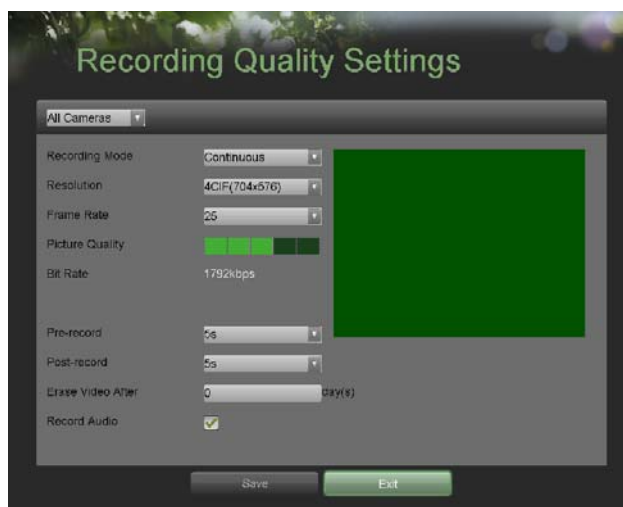 Recording Quality Settings
All Cameras
Recording Mode Continuous
Resolution 4CIF(704x576)
Frame Rate 25
Picture Quality
Bit Rate 1792kbps
Pre-record 5s
Post-record 5s
Erase Video After 0 day(s)
Record Audio
Save Exit